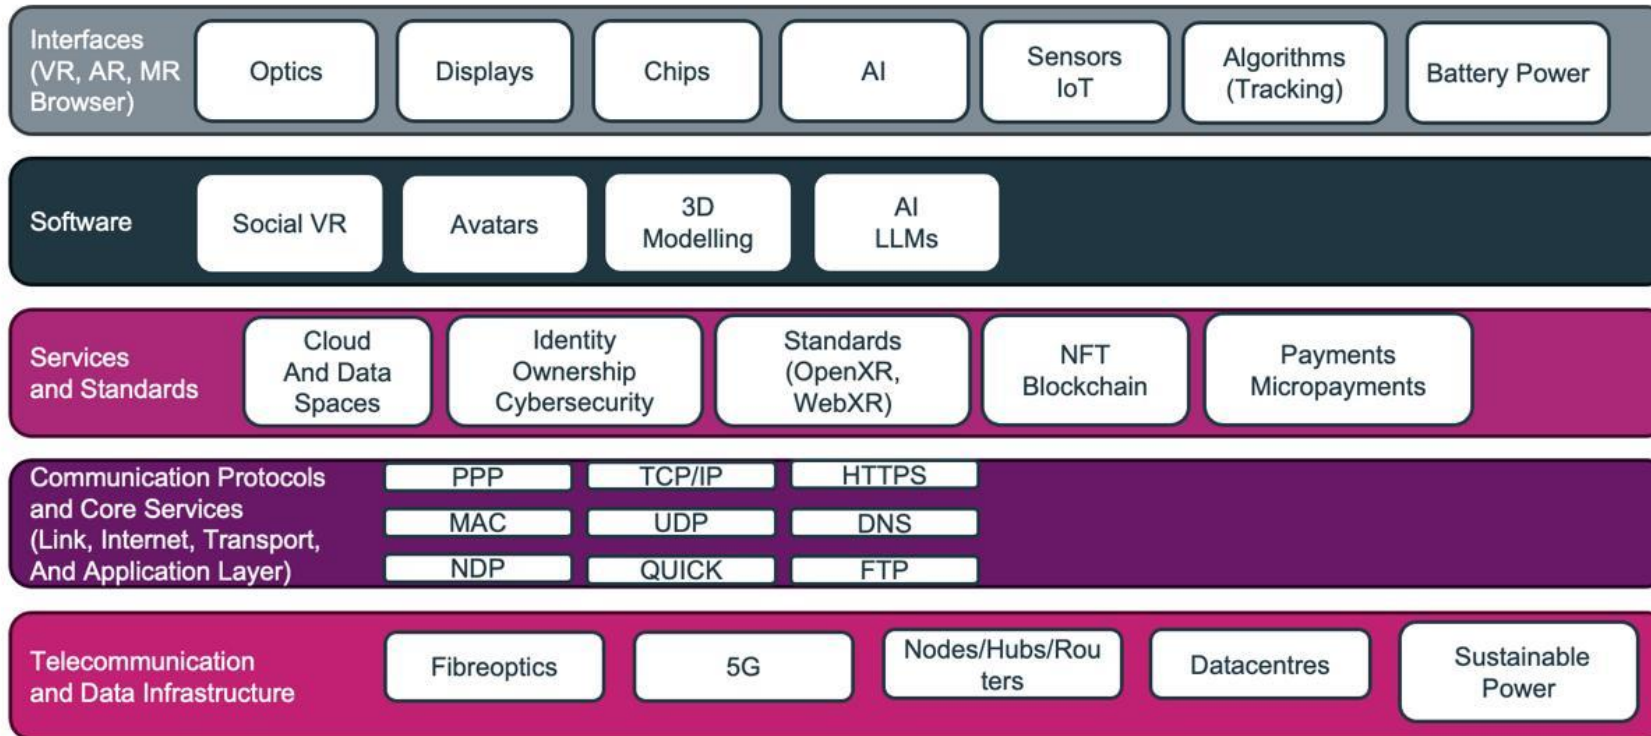 Interfaces
(VR, AR, MR
Browser)
Optics
Displays
Chips
AI
Sensors
IoT
Algorithms
(Tracking)
Battery Power
Software
Social VR
Avatars
3D
Modelling
AI
LLMs
Services
and Standards
Cloud
And Data
Spaces
Identity
Ownership
Cybersecurity
Standards
(OpenXR,
WebXR)
NFT
Blockchain
Payments
Micropayments
Communication Protocols
and Core Services
(Link, Internet, Transport,
And Application Layer)
PPP
TCP/IP
HTTPS
MAC
UDP
DNS
NDP
QUICK
FTP
Telecommunication
and Data Infrastructure
Fibreoptics
5G
Nodes/Hubs/Rou
ters
Datacentres
Sustainable
Power